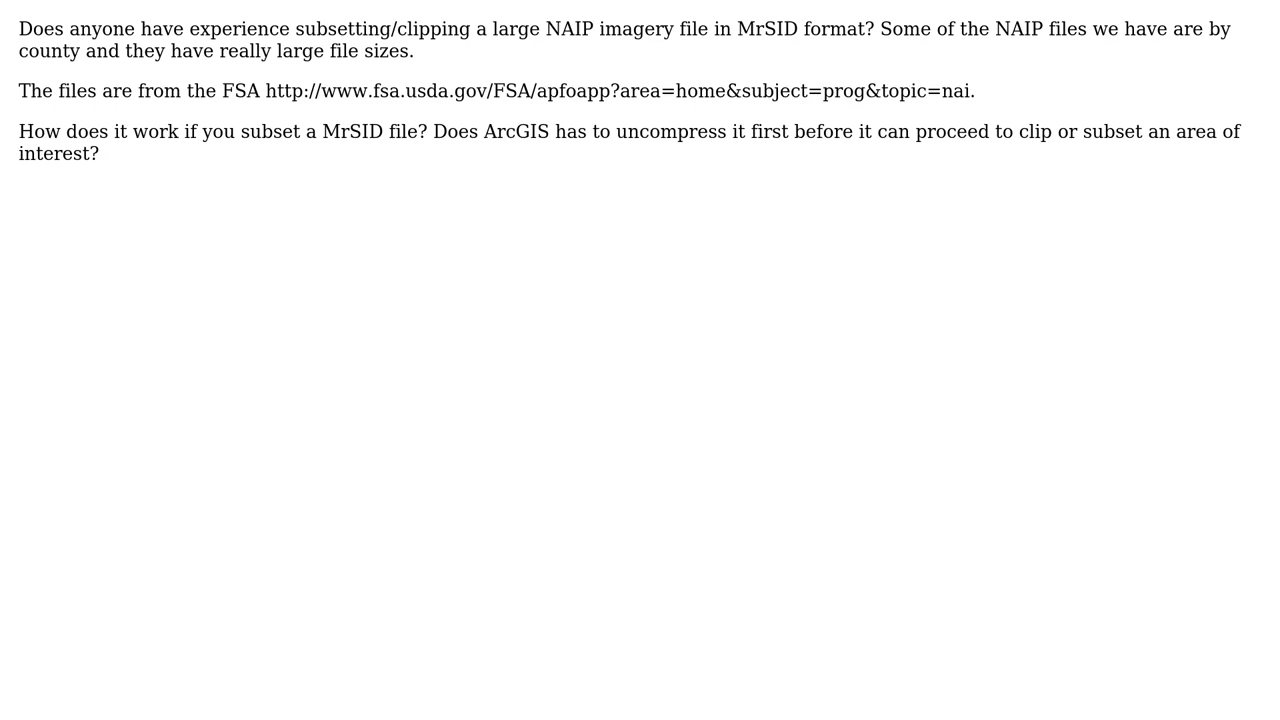 Does anyone have experience subsetting/clipping a large NAIP imagery file in MrSID format? Some of the NAIP files we have are by
county and they have really large file sizes.
The files are from the FSA http://www.fsa.usda.gov/FSA/apfoapp?area=home&subject=prog&topic=nai.
How does it work if you subset a MrSID file? Does ArcGIS has to uncompress it first before it can proceed to clip or subset an area of
interest?